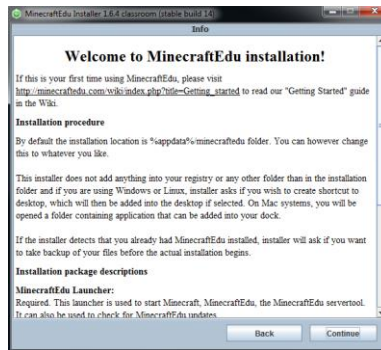 MinecraftEdu Installer 1.6.4 classroom (stable build 14)
Info
Welcome to MinecraftEdu installation!
If this is your first time using MinecraftEdu, please visit
http://minecraftedu.com/wiki/index.php?title=Getting_started to read our "Getting Started" guide
in the Wiki.
Installation procedure
By default the installation location is %appdata%/minecraftedu folder. You can however change
this to whatever you like.
This installer does not add anything into your registry or any other folder than in the installation
folder and if you are using Windows or Linux, installer asks if you wish to create shortcut to
desktop, which will then be added into the desktop if selected. On Mac systems, you will be
opened a folder containing application that can be added into your dock.
If the installer detects that you already had MinecraftEdu installed, installer will ask if you want
to take backup of your files before the actual installation begins.
Installation package descriptions
MinecraftEdu Launcher:
Required. This launcher is used to start Minecraft, MinecraftEdu, the MinecraftEdu servertool.
It can also be used to check for MinecraftEdu updates
Back
Continue